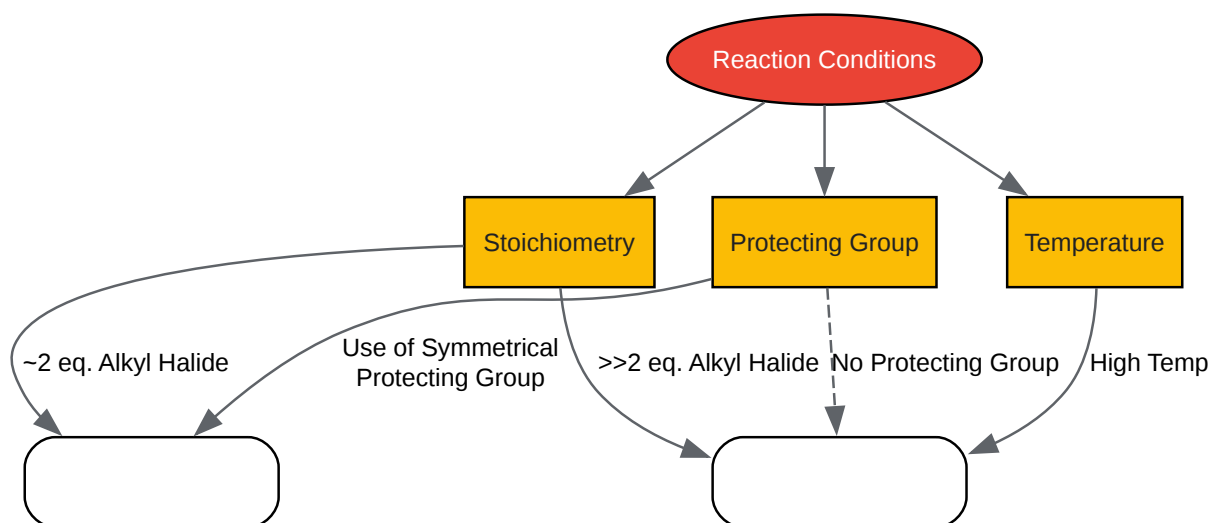 Reaction Conditions
Stoichiometry
Protecting Group
Temperature
~2 eq. Alkyl Halide
Use of Symmetrical
Protecting Group
>>2 eq. Alkyl Halide
No Protecting Group
High Temp